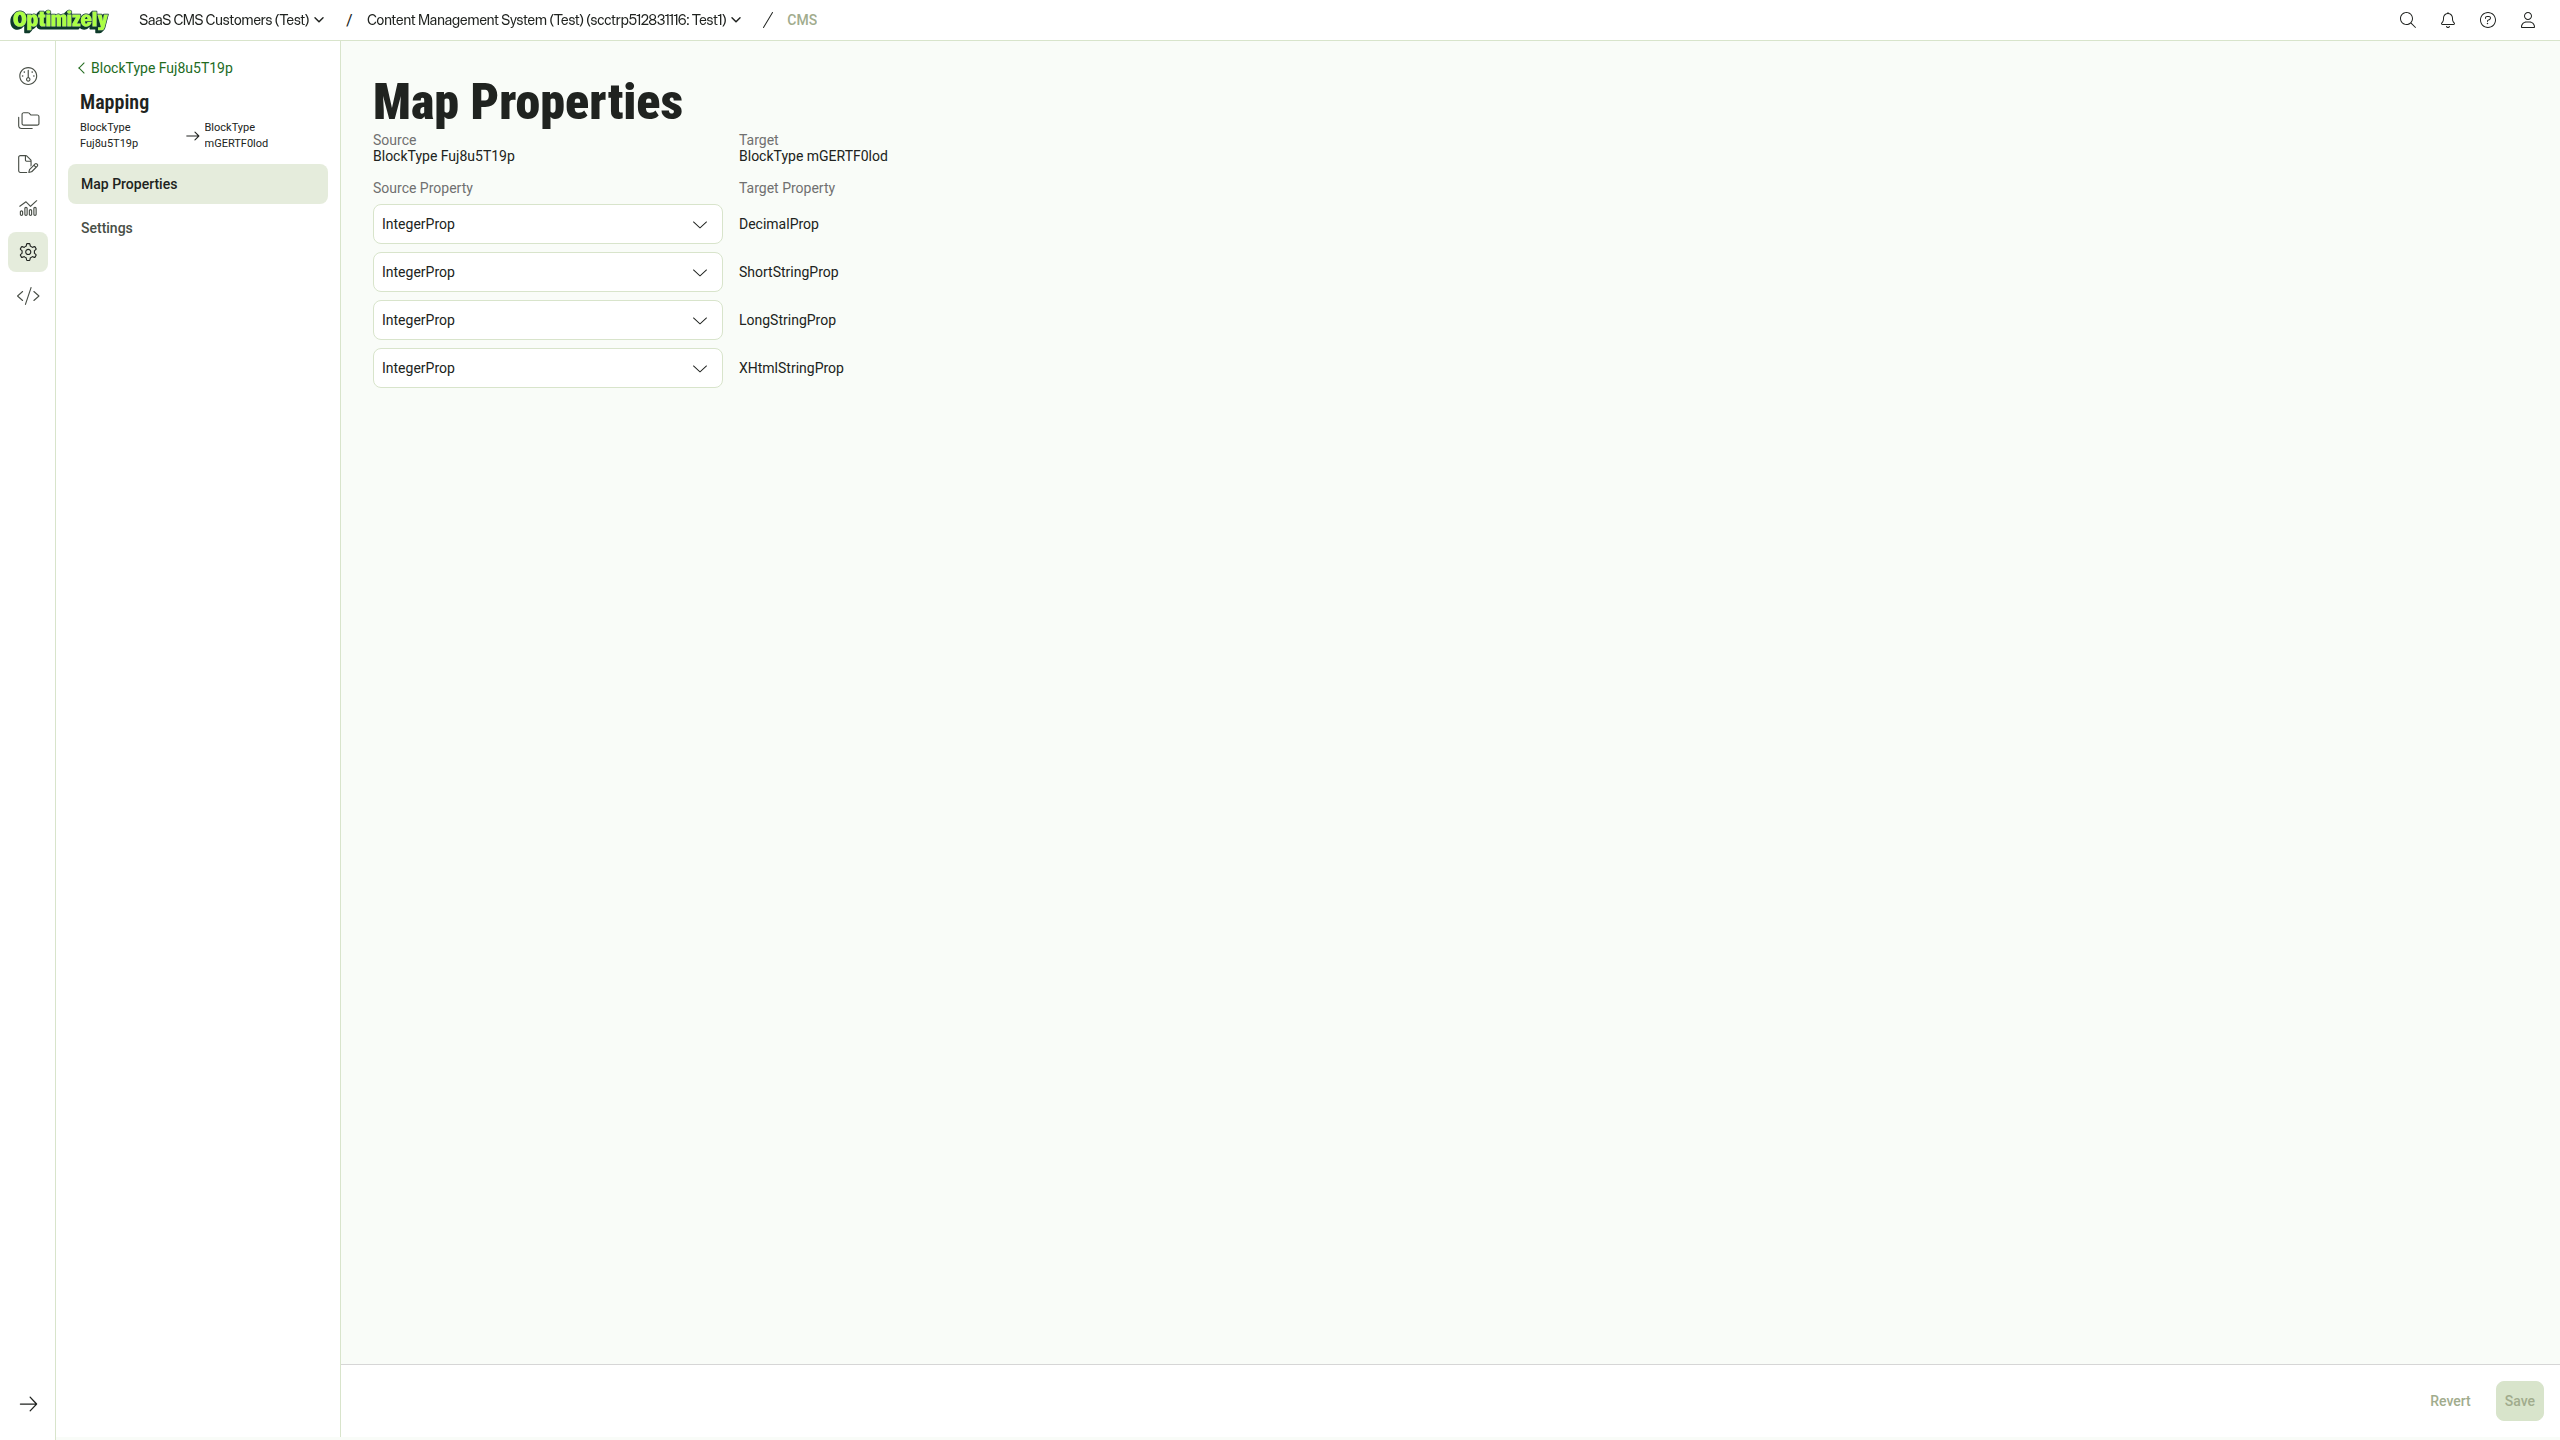 Optimizely SaaS CMS Customers (Test) / Content Management System (Test) (scctrp512831116: Test1) / CMS
BlockType Fuj8u5T19p
Mapping
BlockType Fuj8u5T19p → BlockType mGERTF0lod
Map Properties
Settings
Map Properties
Source Target
BlockType Fuj8u5T19p BlockType mGERTF0lod
Source Property Target Property
IntegerProp DecimalProp
IntegerProp ShortStringProp
IntegerProp LongStringProp
IntegerProp XHtmlStringProp
Revert Save